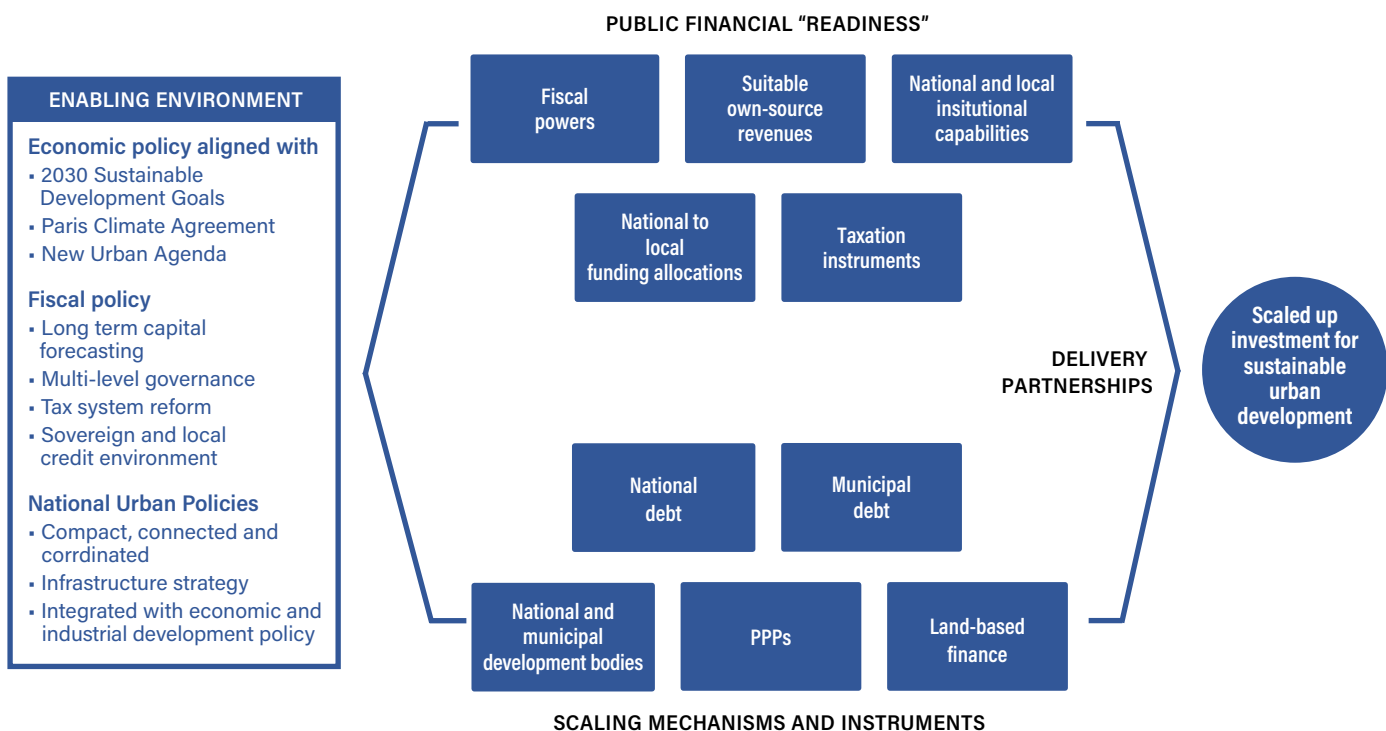 PUBLIC FINANCIAL “READINESS”
ENABLING ENVIRONMENT
Economic policy aligned with
▪ 2030 Sustainable
Development Goals
▪ Paris Climate Agreement
▪ New Urban Agenda
Fiscal policy
▪ Long term capital
forecasting
▪ Multi-level governance
▪ Tax system reform
▪ Sovereign and local
credit environment
National Urban Policies
▪ Compact, connected and
corrdinated
▪ Infrastructure strategy
▪ Integrated with economic and
industrial development policy
Fiscal
powers
Suitable
own-source
revenues
National and local
insitutional
capabilities
National to
local
funding allocations
Taxation
instruments
DELIVERY
PARTNERSHIPS
National
debt
Municipal
debt
National and
municipal
development bodies
PPPs
Land-based
finance
SCALING MECHANISMS AND INSTRUMENTS
Scaled up
investment for
sustainable
urban
development